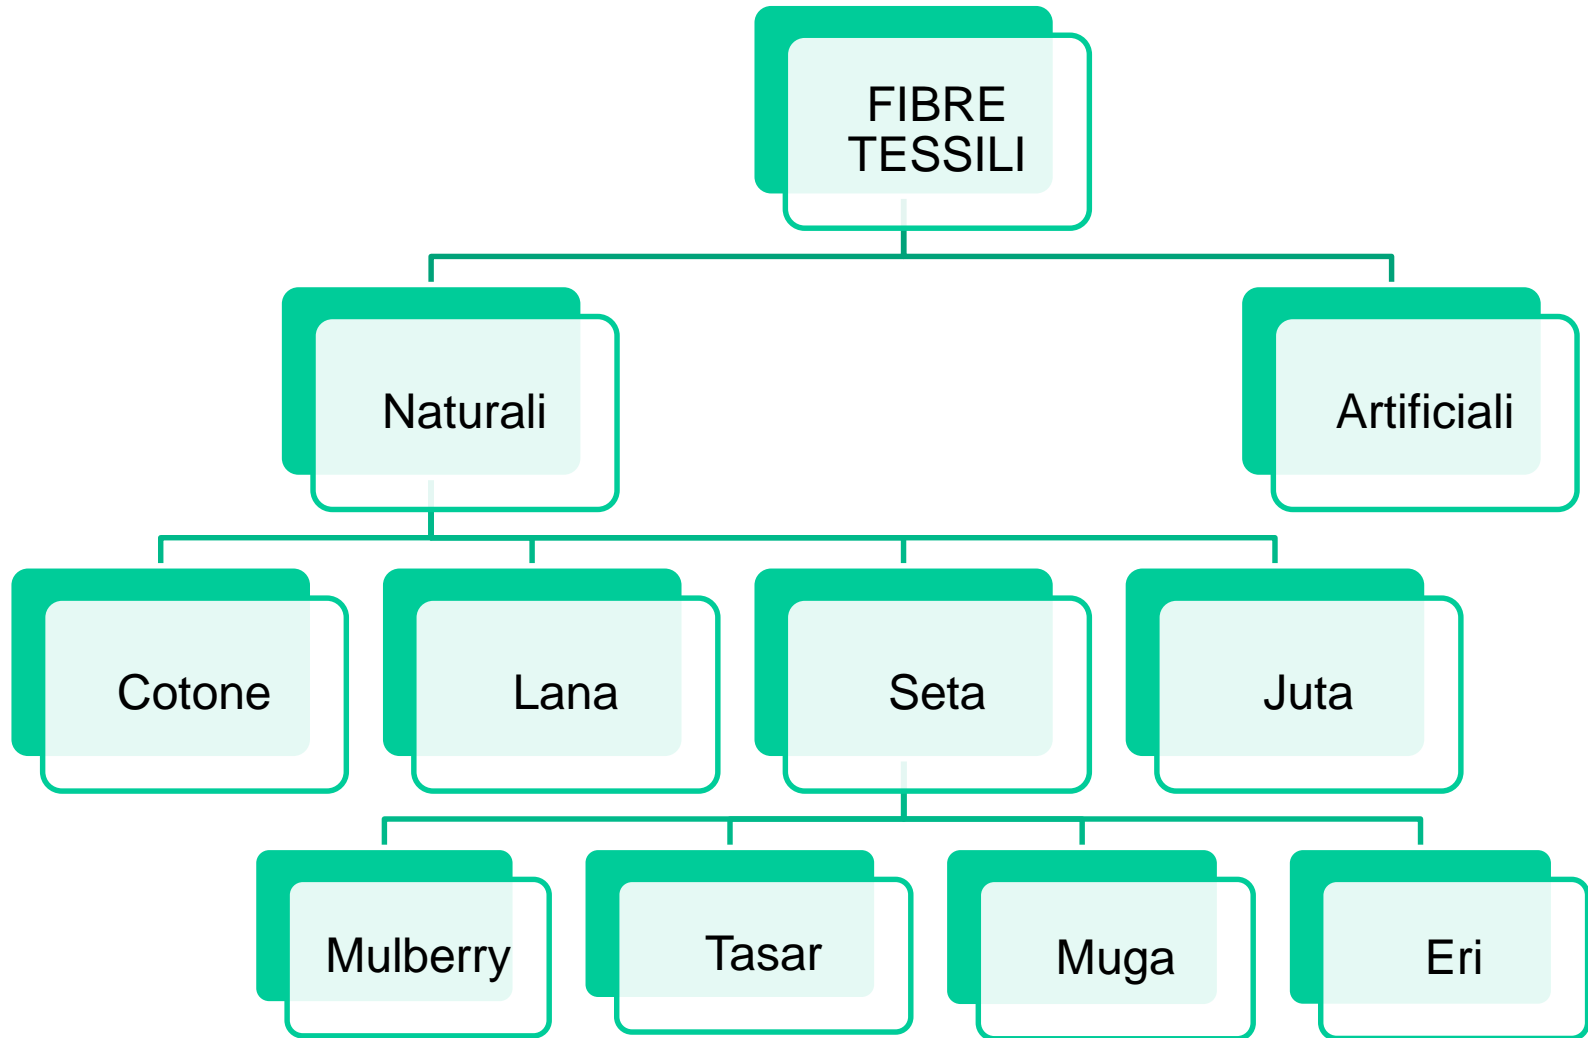 FIBRE
TESSILI
Naturali
Artificiali
Cotone
Lana
Seta
Juta
Mulberry
Tasar
Muga
Eri